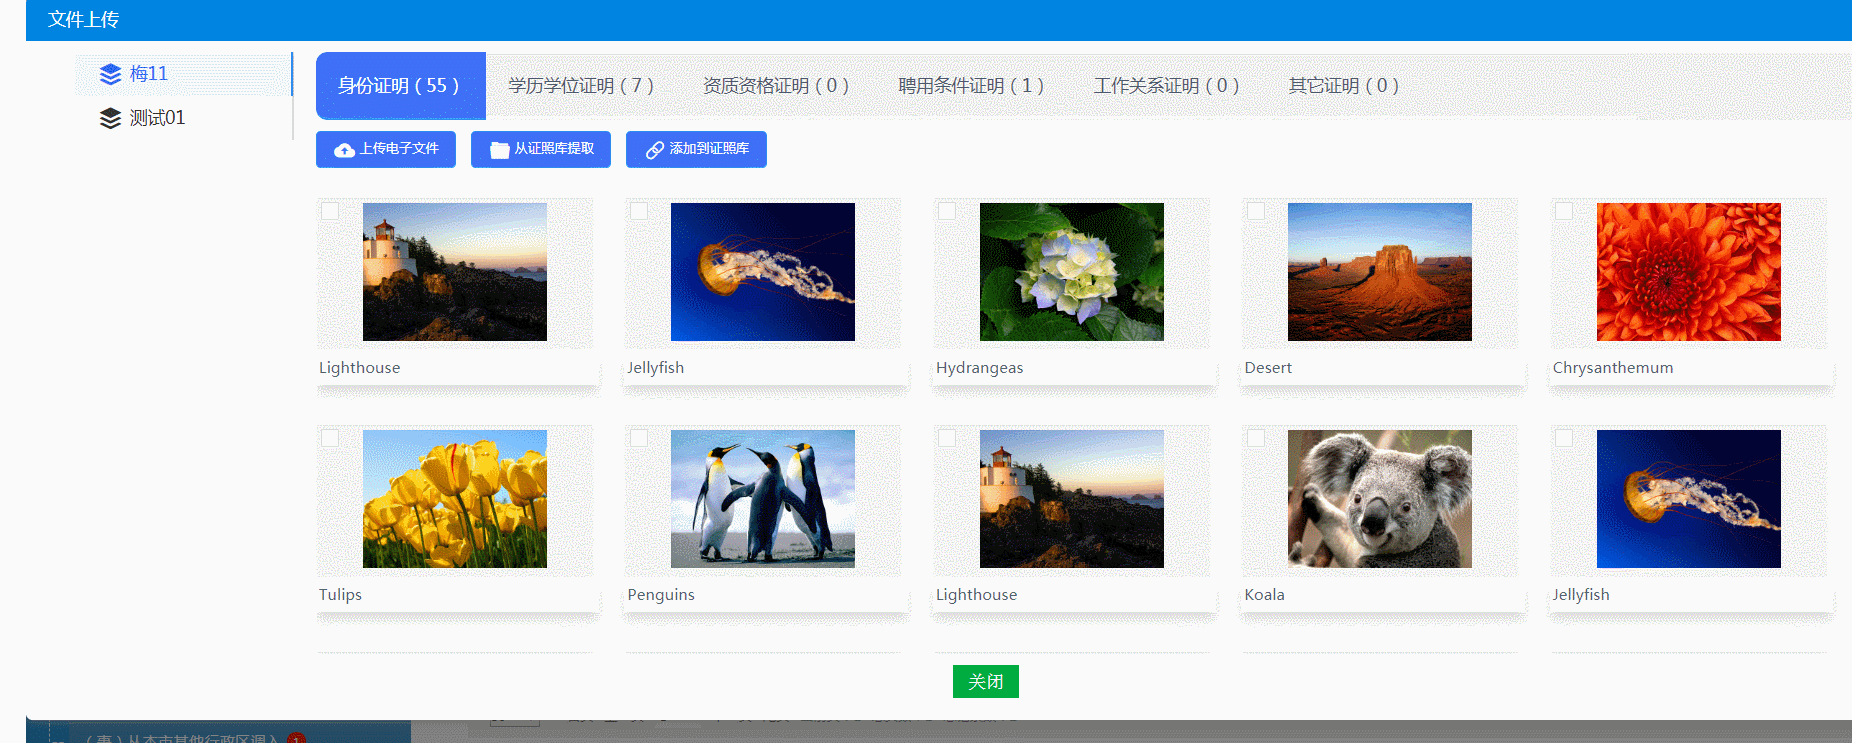 文件上传
梅11
测试01
身份证明（55） 学历学位证明（7） 资质资格证明（0） 聘用条件证明（1） 工作关系证明（0） 其它证明（0）
上传电子文件 从证照库提取 添加到证照库
Lighthouse Jellyfish Hydrangeas Desert Chrysanthemum
Tulips Penguins Lighthouse Koala Jellyfish
关闭
从本市其他行政区调入 1